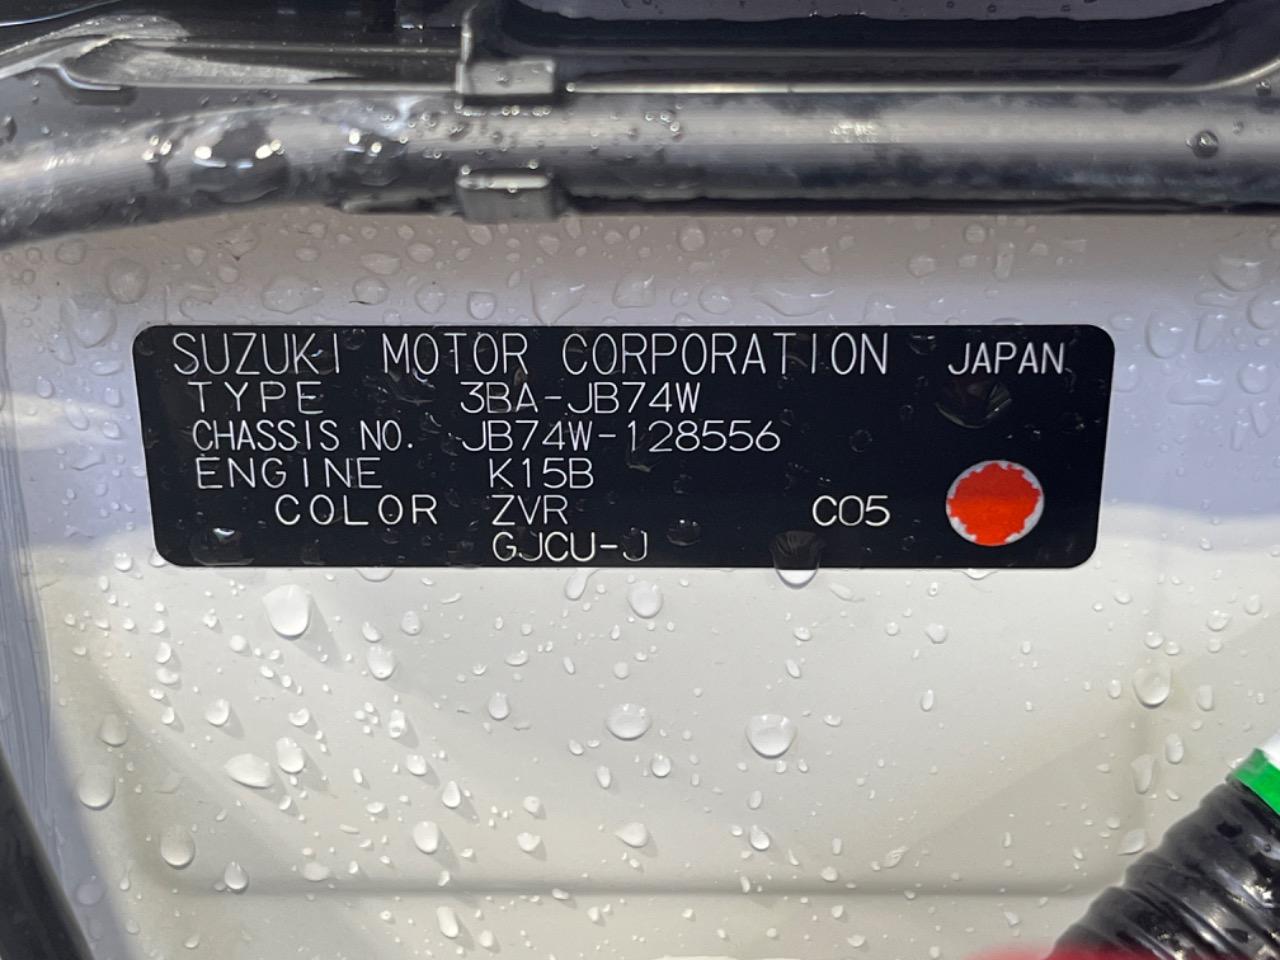 SUZUKI MOTOR CORPORATION JAPAN
TYPE 3BA-JB74W
CHASSIS NO. JB74W-128556
ENGINE K15B
COLOR ZVR C05
GJCU-J